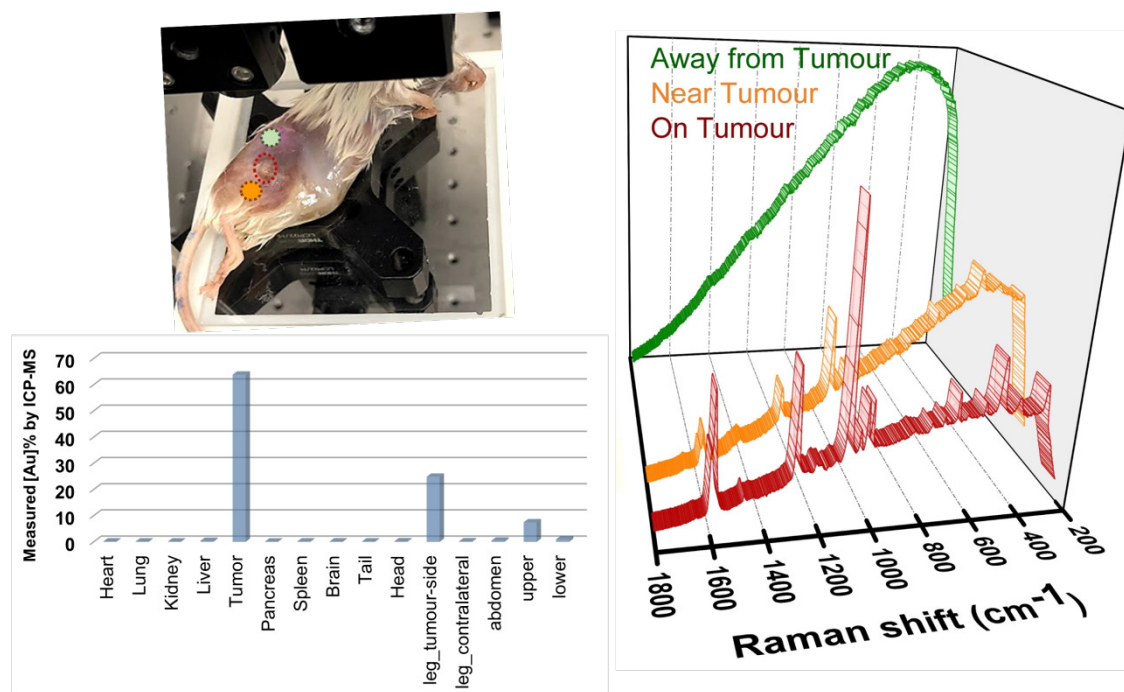 Away from Tumour
Near Tumour
On Tumour
Measured [Au]% by ICP-MS
70
60
50
40
30
20
10
0
Heart
Lung
Kidney
Liver
Tumor
Pancreas
Spleen
Brain
Tail
Head
leg_tumour-side
leg_contralateral
abdomen
upper
lower
1800
1600
1400
1200
1000
800
600
400
200
Raman shift (cm-1)